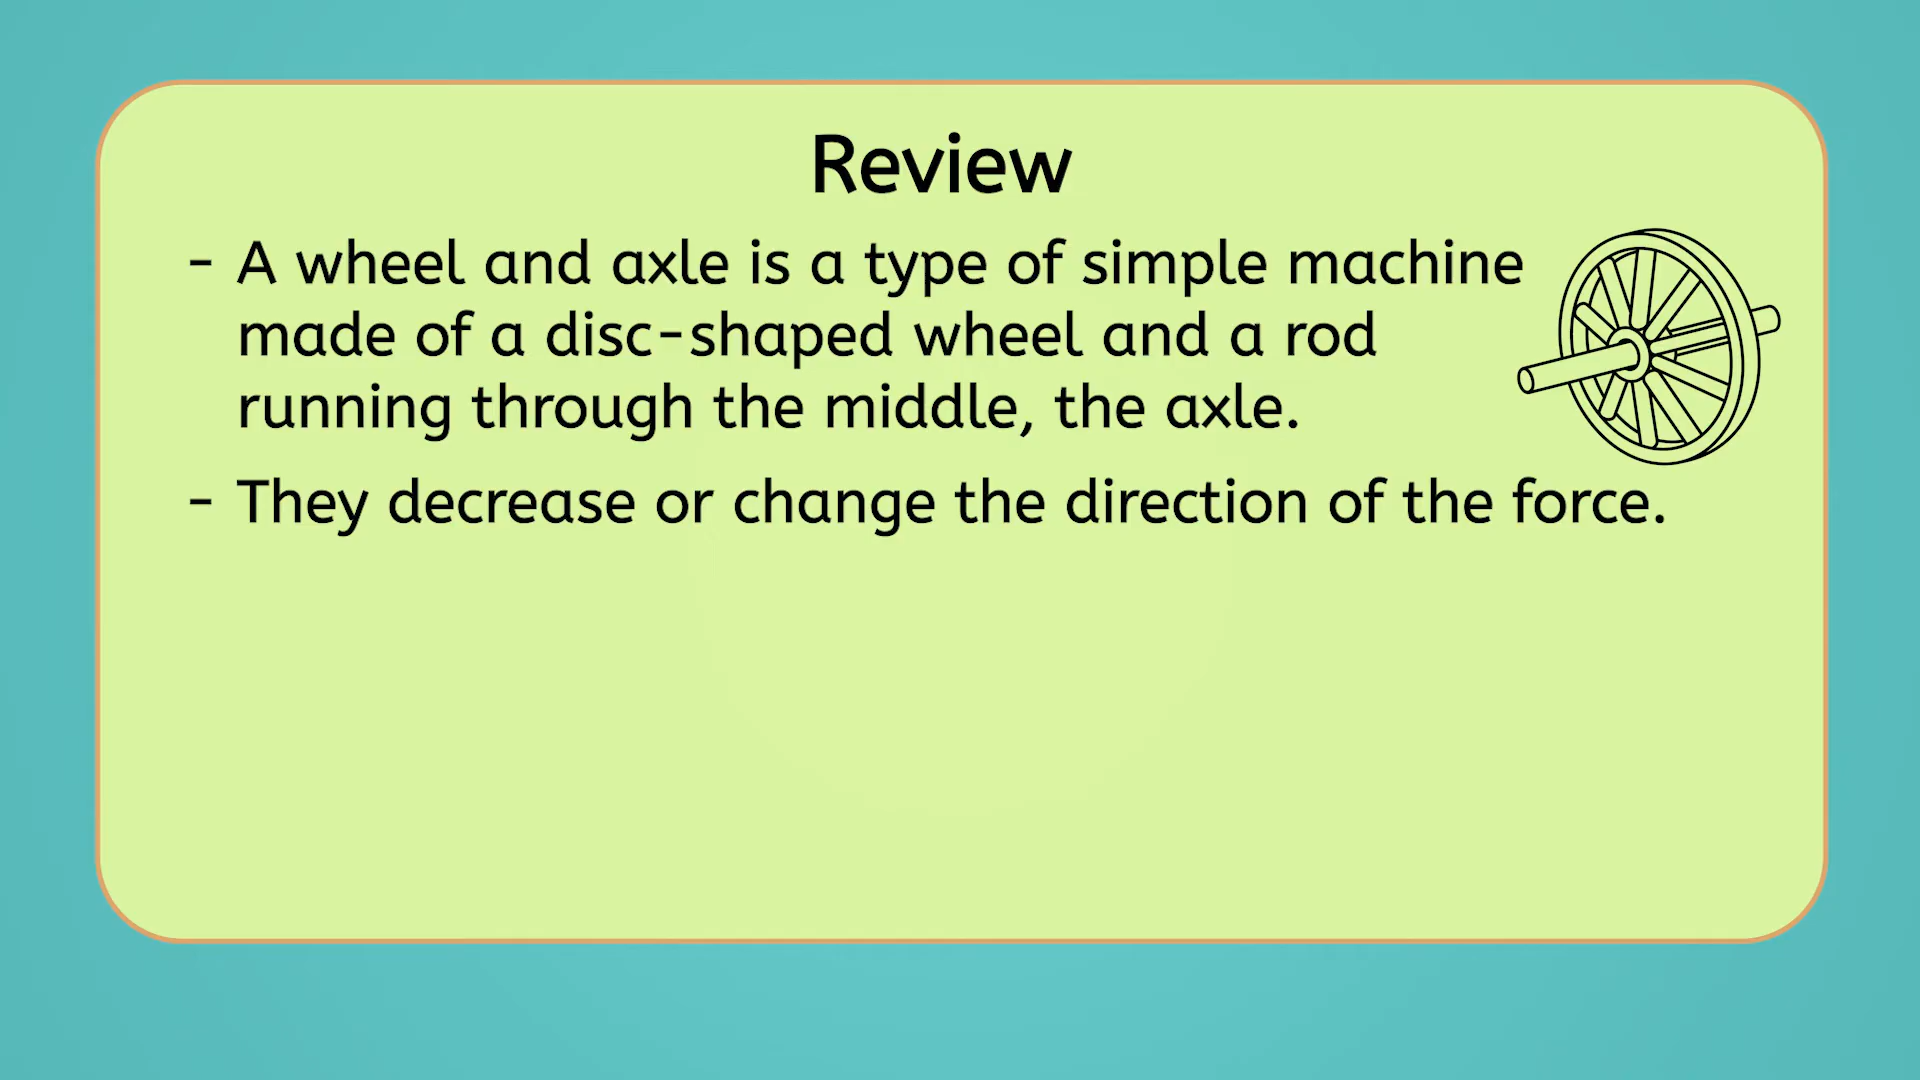 Review
- A wheel and axle is a type of simple machine
made of a disc-shaped wheel and a rod
running through the middle, the axle.
- They decrease or change the direction of the force.